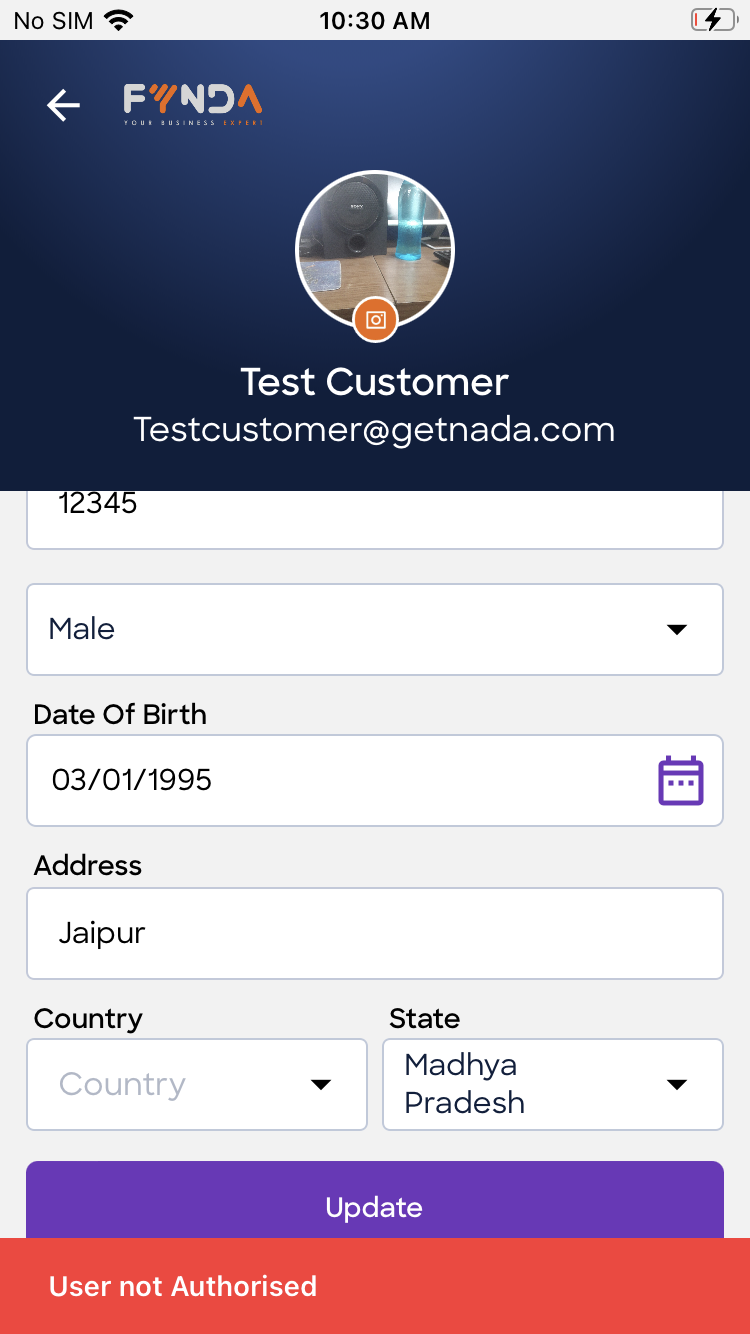 No SIM 10:30 AM
FYNDA
YOUR BUSINESS EXPERT
SONY
Test Customer
Testcustomer@getnada.com
12345
Male
Date Of Birth
03/01/1995
Address
Jaipur
Country State
Country Madhya
Pradesh
Update
User not Authorised